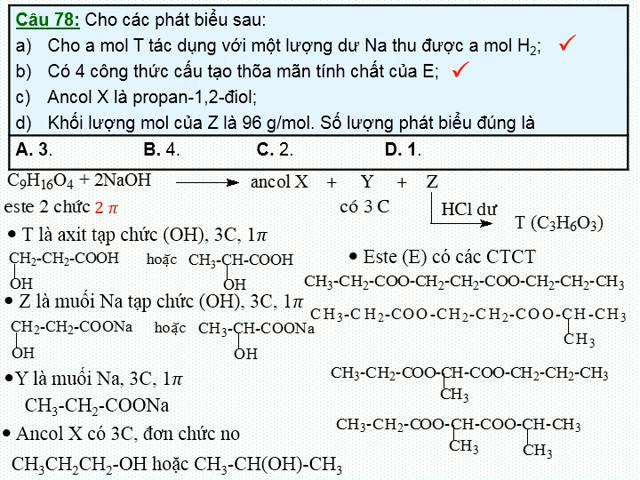 Câu 78: Cho các phát biểu sau:
a) Cho a mol T tác dụng với một lượng dư Na thu được a mol H₂; ✓
b) Có 4 công thức cấu tạo thõa mãn tính chất của E; ✓
c) Ancol X là propan-1,2-điol;
d) Khối lượng mol của Z là 96 g/mol. Số lượng phát biểu đúng là
A. 3. B. 4. C. 2. D. 1.
C₉H₁₆O₄ + 2NaOH → ancol X + Y + Z
este 2 chức 2 π có 3 C HCl dư T (C₃H₆O₃)
• T là axit tạp chức (OH), 3C, 1π
CH₂-CH₂-COOH hoặc CH₃-CH-COOH
OH OH
• Z là muối Na tạp chức (OH), 3C, 1π
CH₂-CH₂-COONa hoặc CH₃-CH-COONa
OH OH
•Y là muối Na, 3C, 1π
CH₃-CH₂-COONa
• Ancol X có 3C, đơn chức no
CH₃CH₂CH₂-OH hoặc CH₃-CH(OH)-CH₃
• Este (E) có các CTCT
CH₃-CH₂-COO-CH₂-CH₂-COO-CH₂-CH₂-CH₃
CH₃-CH₂-COO-CH₂-CH₂-COO-CH-CH₃
CH₃
CH₃-CH₂-COO-CH-COO-CH₂-CH₂-CH₃
CH₃
CH₃-CH₂-COO-CH-COO-CH-CH₃
CH₃ CH₃